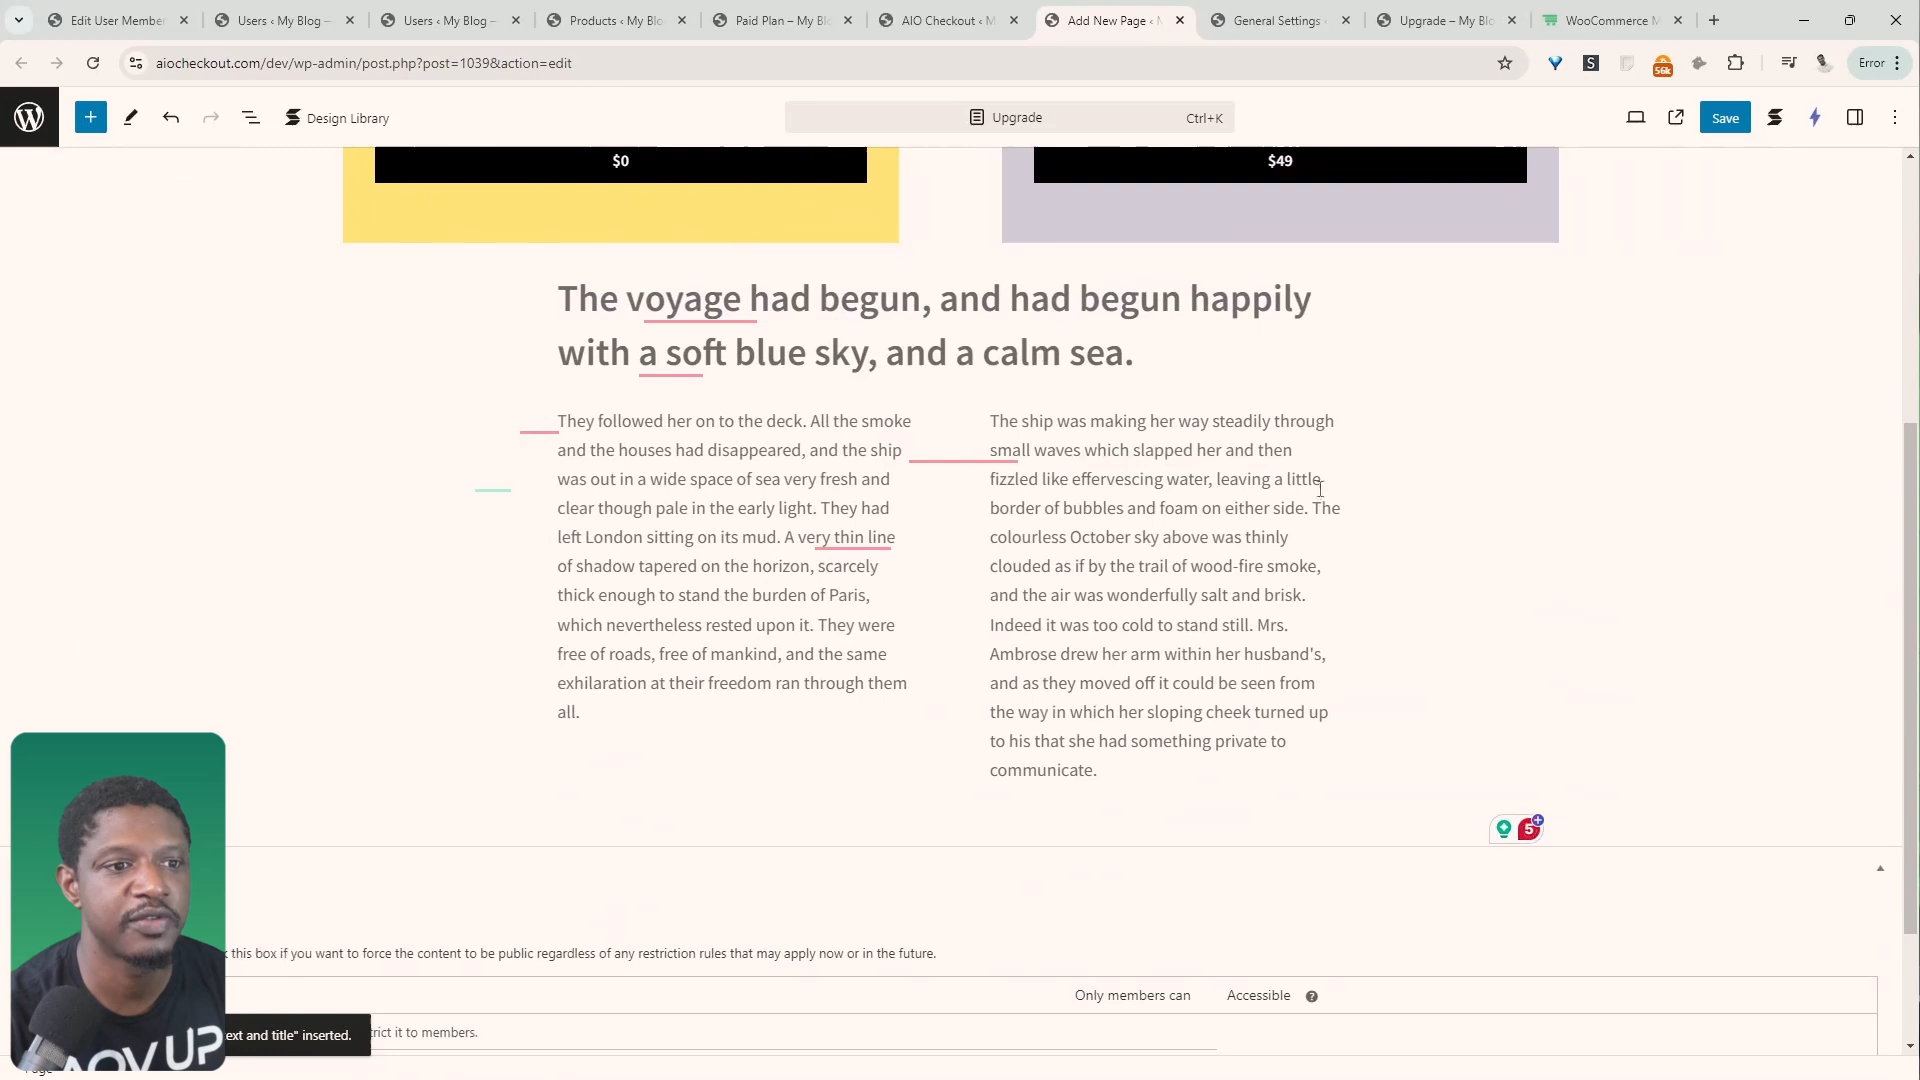 Edit User Member
Users ‹ My Blog —
Users ‹ My Blog —
Products ‹ My Blo
Paid Plan – My Bl
AIO Checkout ‹ M
Add New Page ‹
General Settings ‹
Upgrade – My Blo
WooCommerce M
aiocheckout.com/dev/wp-admin/post.php?post=1039&action=edit
S
56k
Error
Design Library
Upgrade
Ctrl+K
Save
$0
$49
The voyage had begun, and had begun happily
with a soft blue sky, and a calm sea.
They followed her on to the deck. All the smoke
and the houses had disappeared, and the ship
was out in a wide space of sea very fresh and
clear though pale in the early light. They had
left London sitting on its mud. A very thin line
of shadow tapered on the horizon, scarcely
thick enough to stand the burden of Paris,
which nevertheless rested upon it. They were
free of roads, free of mankind, and the same
exhilaration at their freedom ran through them
all.
The ship was making her way steadily through
small waves which slapped her and then
fizzled like effervescing water, leaving a little
border of bubbles and foam on either side. The
colourless October sky above was thinly
clouded as if by the trail of wood-fire smoke,
and the air was wonderfully salt and brisk.
Indeed it was too cold to stand still. Mrs.
Ambrose drew her arm within her husband's,
and as they moved off it could be seen from
the way in which her sloping cheek turned up
to his that she had something private to
communicate.
5
this box if you want to force the content to be public regardless of any restriction rules that may apply now or in the future.
Only members can
Accessible
ext and title" inserted.
trict it to members.
AOV UP